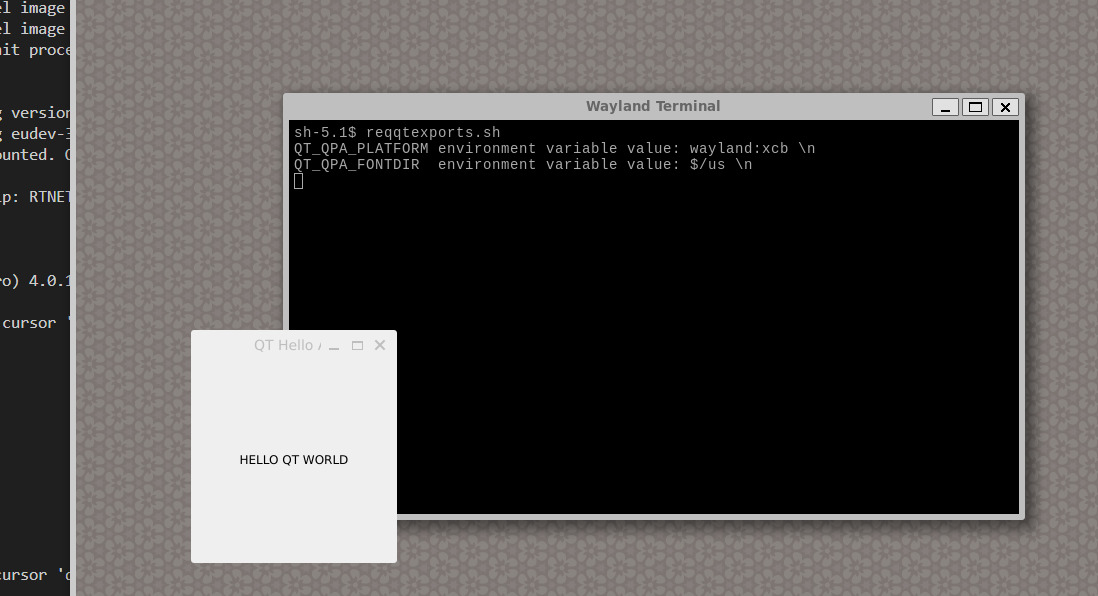 el image
el image
nit proce
g version
g eudev-3
ounted. 
ip: RTNET
ro) 4.0.1
cursor '
cursor '
Wayland Terminal
sh-5.1$ reqqtexports.sh
QT_QPA_PLATFORM environment variable value: wayland:xcb \n
QT_QPA_FONTDIR  environment variable value: $/us \n
QT Hello
HELLO QT WORLD